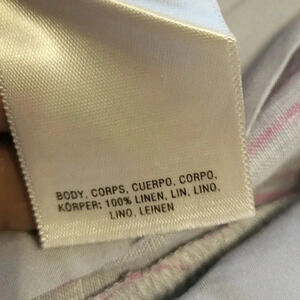 BODY, CORPS, CUERPO, CORPO,
KÖRPER: 100% LINEN, LIN, LINO,
LINO, LEINEN